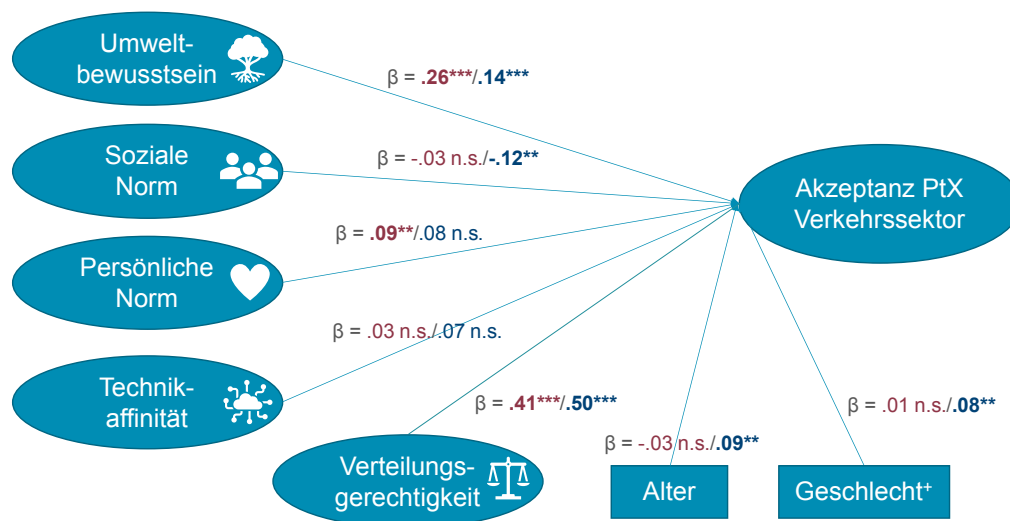 Umwelt-
bewusstsein
β = .26***/.14***
Soziale
Norm
β = -.03 n.s./-.12**
Akzeptanz PtX
Verkehrssektor
Persönliche
Norm
β = .09**/.08 n.s.
Technik-
affinität
β = .03 n.s./.07 n.s.
Verteilungs-
gerechtigkeit
β = .41***/.50***
Alter
β = -.03 n.s./.09**
Geschlecht⁺
β = .01 n.s./.08**